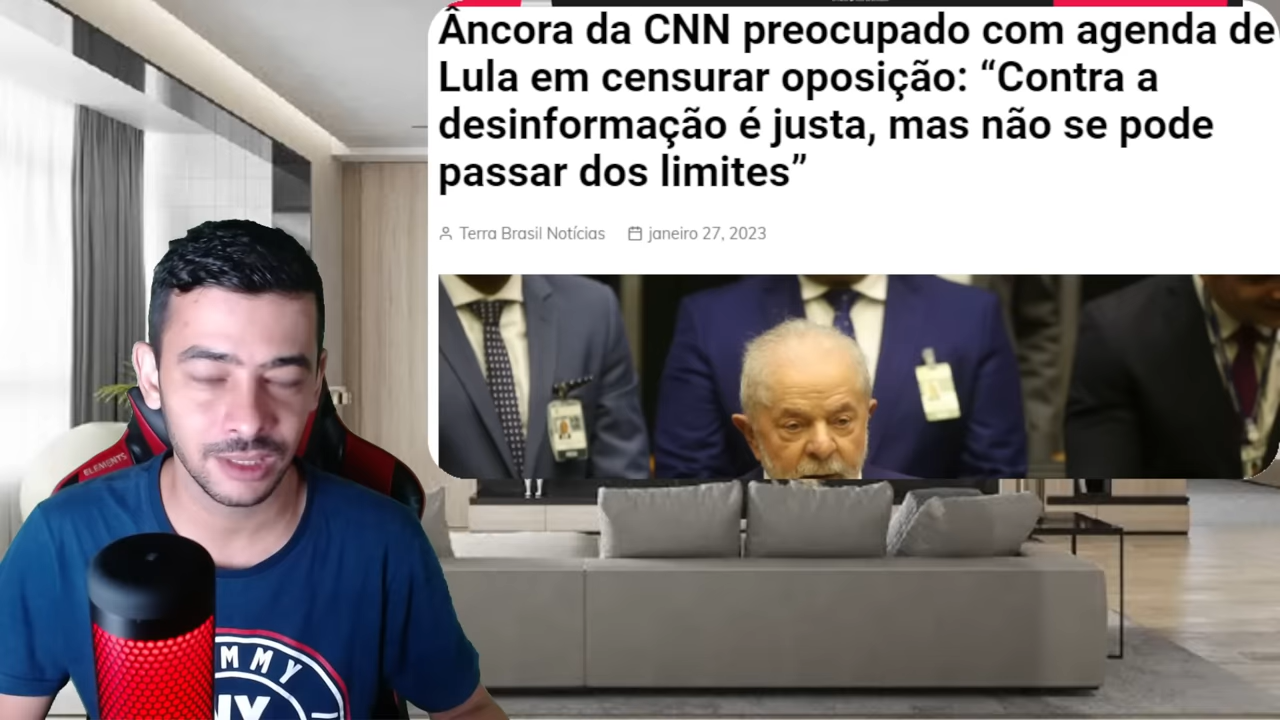 Âncora da CNN preocupado com agenda de
Lula em censurar oposição: “Contra a
desinformação é justa, mas não se pode
passar dos limites”
Terra Brasil Notícias janeiro 27, 2023
ELEMENTS
MMY
NY